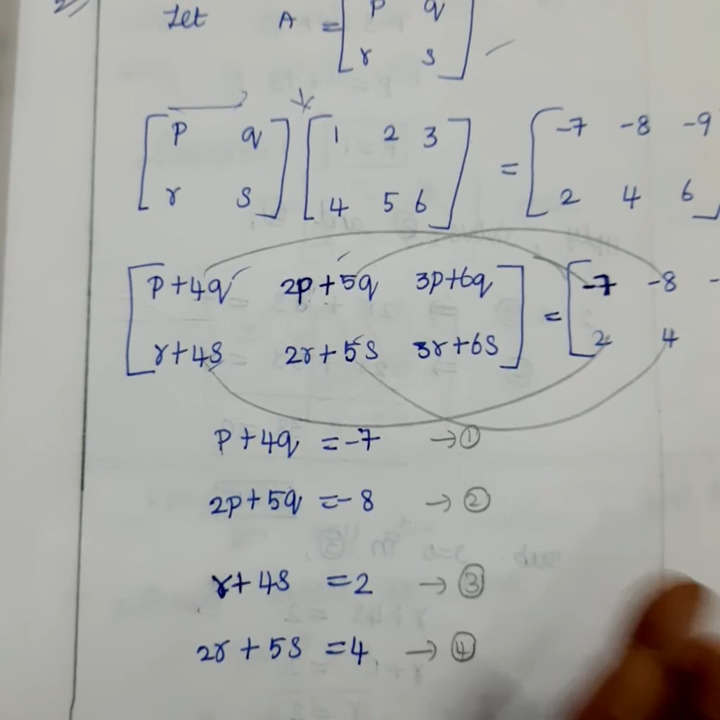 Let A = [p q
r s]
[p q [1 2 3 = [-7 -8 -9
r s] 4 5 6] 2 4 6]
[p+4q 2p+5q 3p+6q = [-7 -8 -
r+4s 2r+5s 3r+6s] 2 4
p+4q = -7 → ①
2p+5q = -8 → ②
r+4s = 2 → ③
2r+5s = 4 → ④